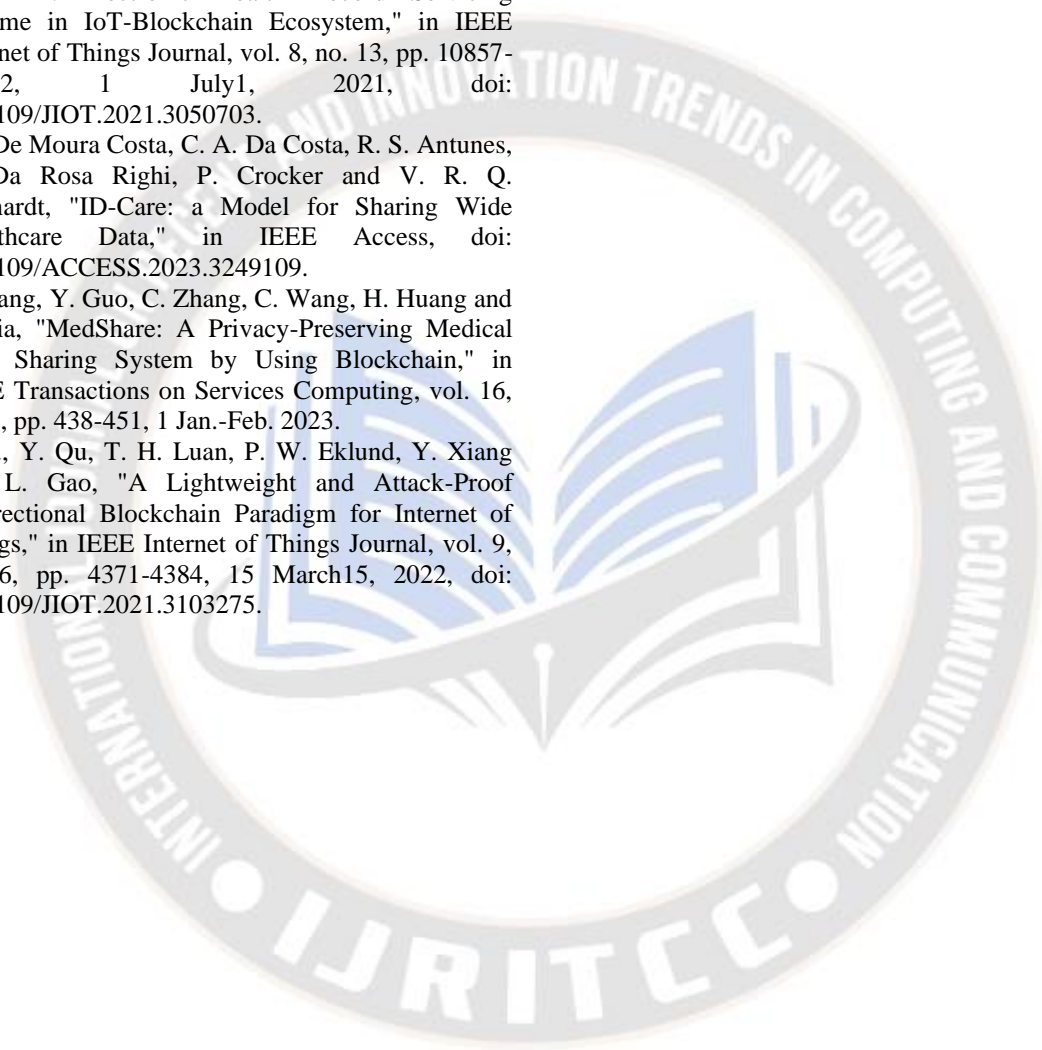 Health Record Servicing
eme in IoT-Blockchain Ecosystem," in IEEE
net of Things Journal, vol. 8, no. 13, pp. 10857-
2, 1 July1, 2021, doi:
109/JIOT.2021.3050703.
De Moura Costa, C. A. Da Costa, R. S. Antunes,
Da Rosa Righi, P. Crocker and V. R. Q.
hardt, "ID-Care: a Model for Sharing Wide
thcare Data," in IEEE Access, doi:
109/ACCESS.2023.3249109.
ang, Y. Guo, C. Zhang, C. Wang, H. Huang and
ia, "MedShare: A Privacy-Preserving Medical
Sharing System by Using Blockchain," in
E Transactions on Services Computing, vol. 16,
, pp. 438-451, 1 Jan.-Feb. 2023.
, Y. Qu, T. H. Luan, P. W. Eklund, Y. Xiang
L. Gao, "A Lightweight and Attack-Proof
rectional Blockchain Paradigm for Internet of
gs," in IEEE Internet of Things Journal, vol. 9,
6, pp. 4371-4384, 15 March15, 2022, doi:
109/JIOT.2021.3103275.
INTERNATIONAL JOURNAL ON RECENT AND INNOVATION TRENDS IN COMPUTING AND COMMUNICATION
IJRITCC